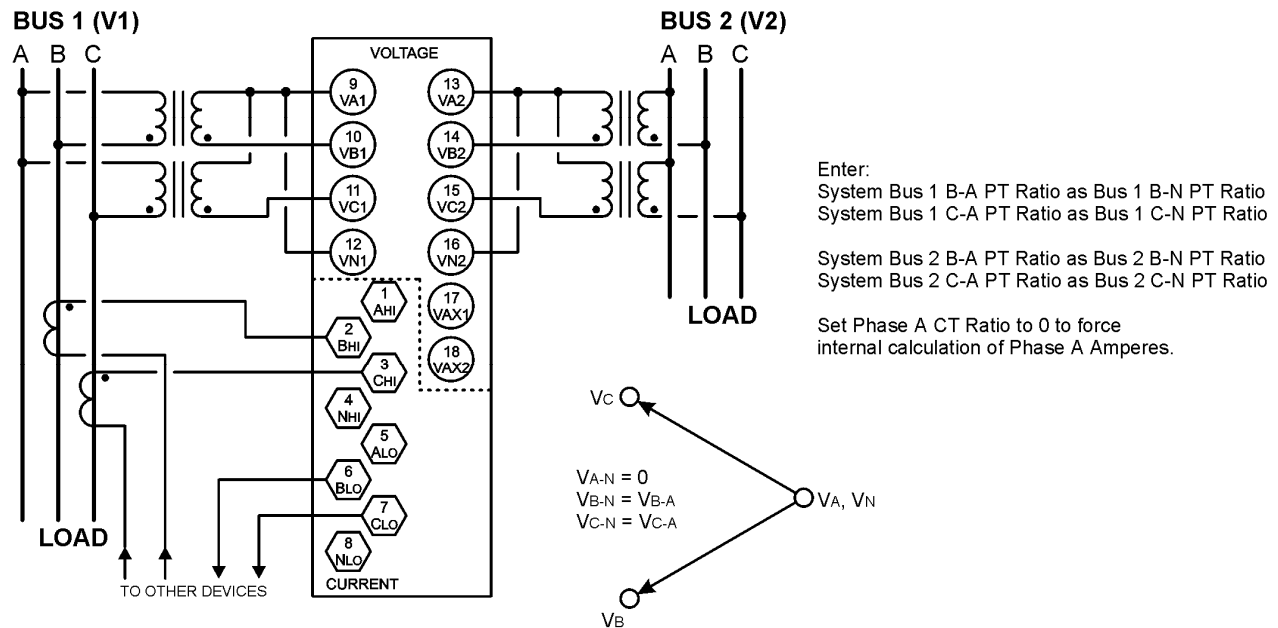 BUS 1 (V1)
A B C
VOLTAGE
9
VA1
10
VB1
11
VC1
12
VN1
13
VA2
14
VB2
15
VC2
16
VN2
17
VAX1
18
VAX2
1
AHI
2
BHI
3
CHI
4
NHI
5
ALO
6
BLO
7
CLO
8
NLO
CURRENT
LOAD
TO OTHER DEVICES
BUS 2 (V2)
A B C
LOAD
Enter:
System Bus 1 B-A PT Ratio as Bus 1 B-N PT Ratio
System Bus 1 C-A PT Ratio as Bus 1 C-N PT Ratio
System Bus 2 B-A PT Ratio as Bus 2 B-N PT Ratio
System Bus 2 C-A PT Ratio as Bus 2 C-N PT Ratio
Set Phase A CT Ratio to 0 to force
internal calculation of Phase A Amperes.
VC
VA-N = 0
VB-N = VB-A
VC-N = VC-A
VA, VN
VB